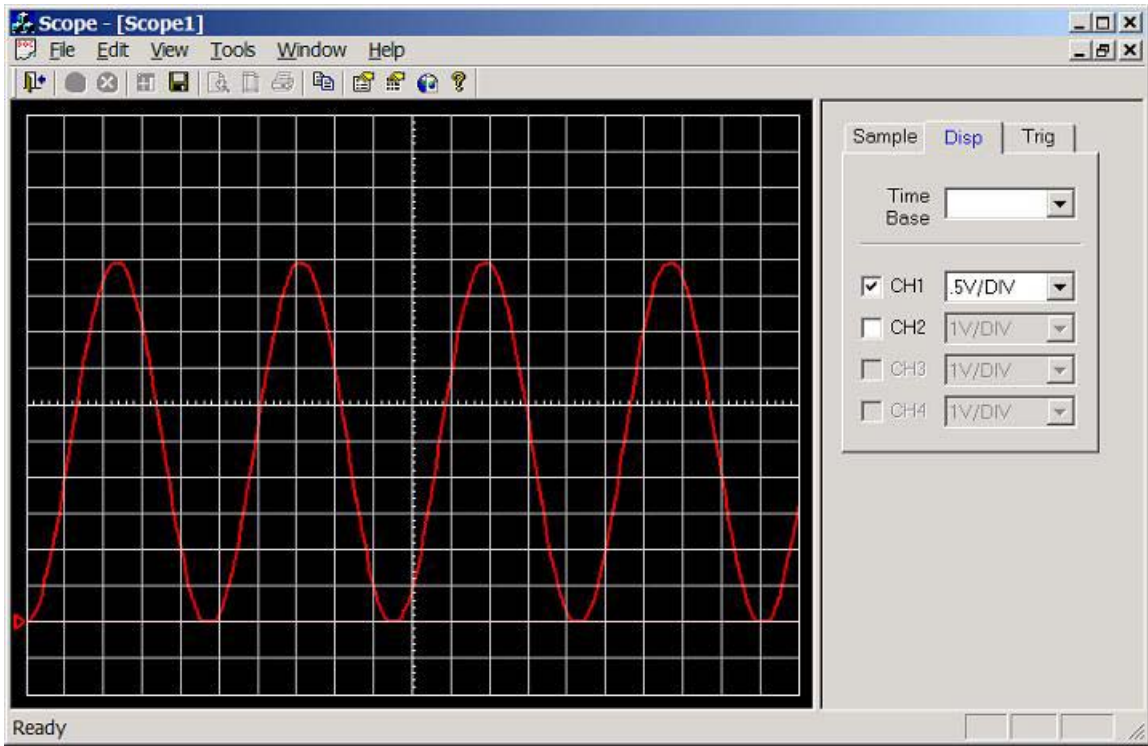 Scope - [Scope1]
File Edit View Tools Window Help
Sample Disp Trig
Time
Base
CH1 .5V/DIV
CH2 1V/DIV
CH3 1V/DIV
CH4 1V/DIV
Ready